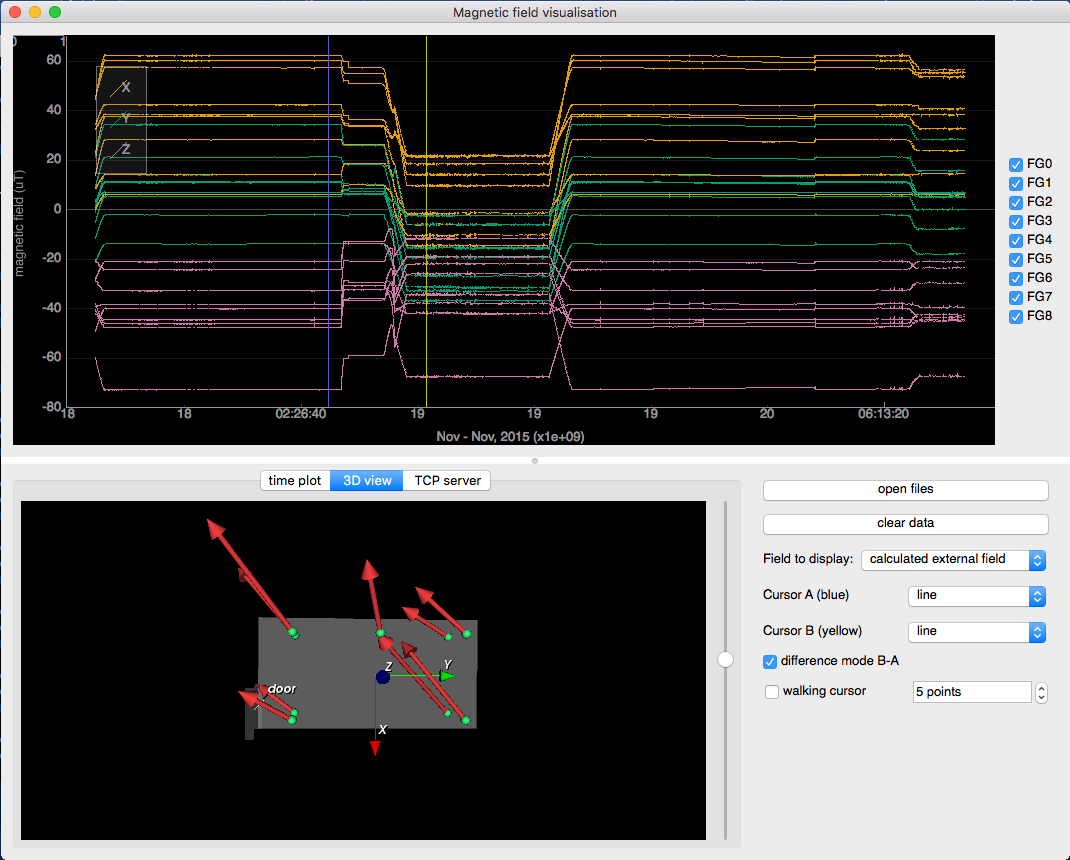 Magnetic field visualisation
0
1
60
40
20
0
-20
-40
-60
-80
X
Y
Z
magnetic field (uT)
18
18
02:26:40
19
19
19
20
06:13:20
Nov - Nov, 2015 (x1e+09)
FG0
FG1
FG2
FG3
FG4
FG5
FG6
FG7
FG8
time plot
3D view
TCP server
door
Z
Y
X
open files
clear data
Field to display: calculated external field
Cursor A (blue) line
Cursor B (yellow) line
difference mode B-A
walking cursor 5 points